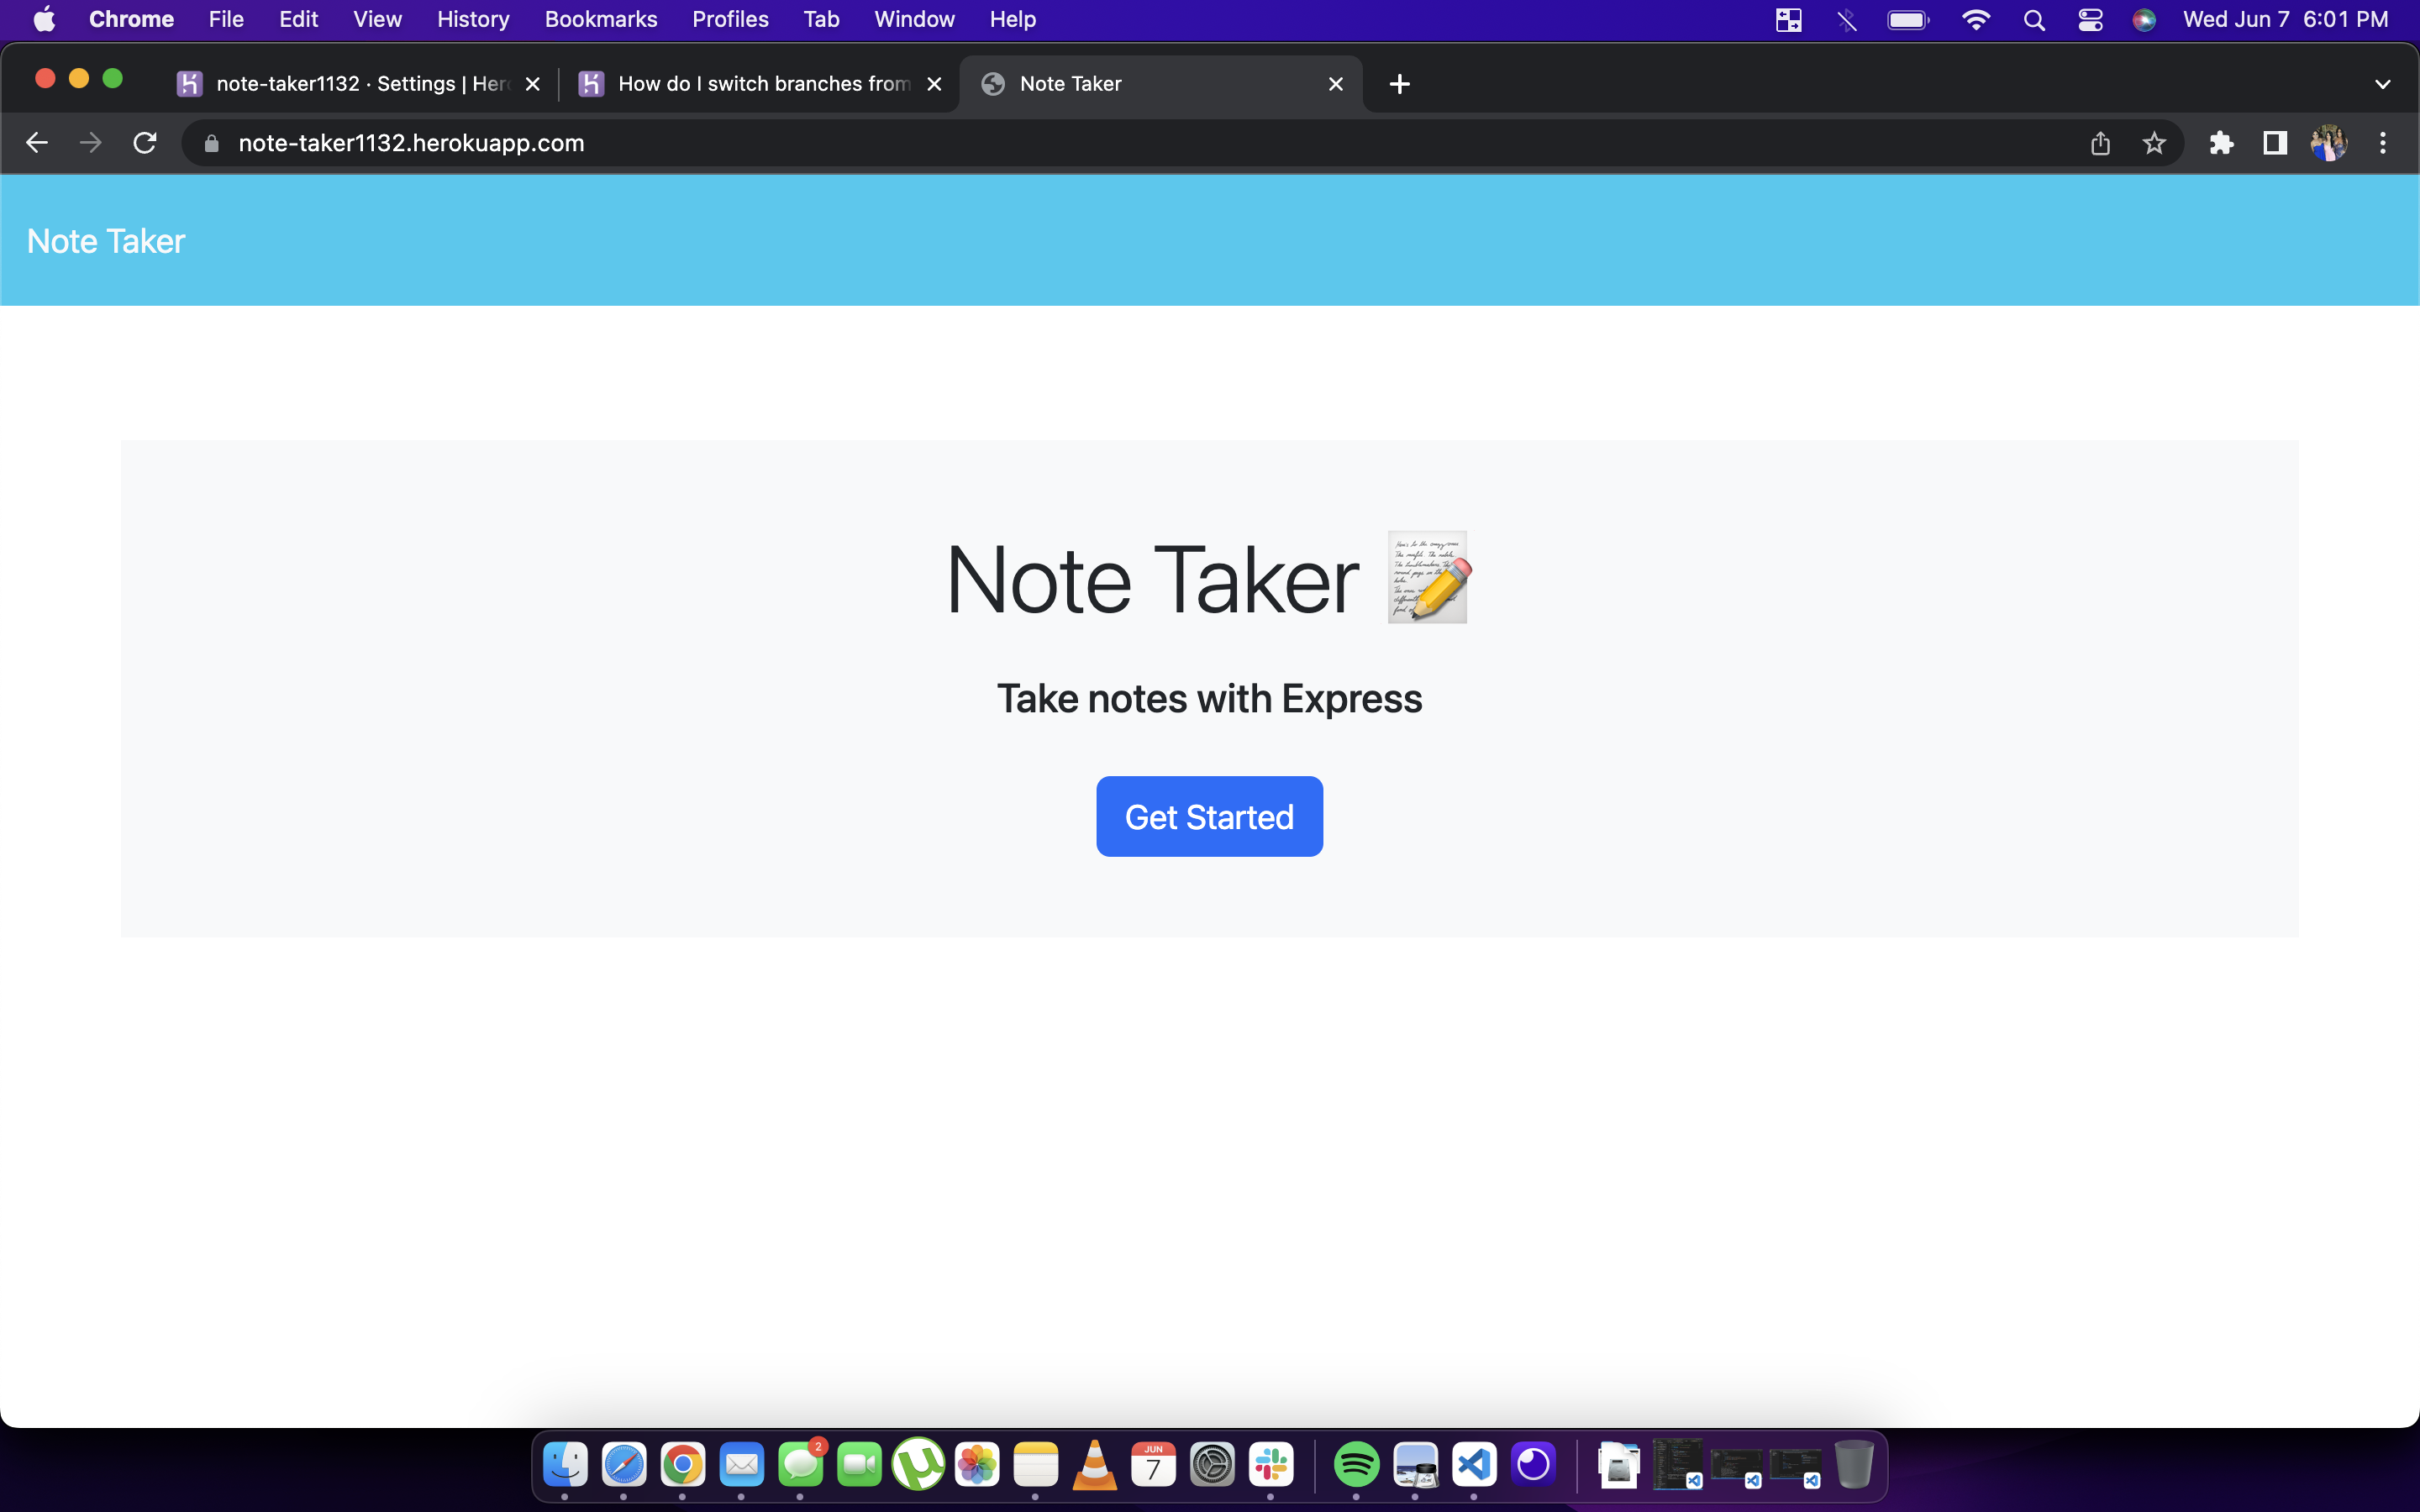 Chrome File Edit View History Bookmarks Profiles Tab Window Help Wed Jun 7 6:01 PM
note-taker1132 · Settings | Her How do I switch branches from Note Taker
note-taker1132.herokuapp.com
Note Taker
Note Taker
Take notes with Express
Get Started
2
JUN
7